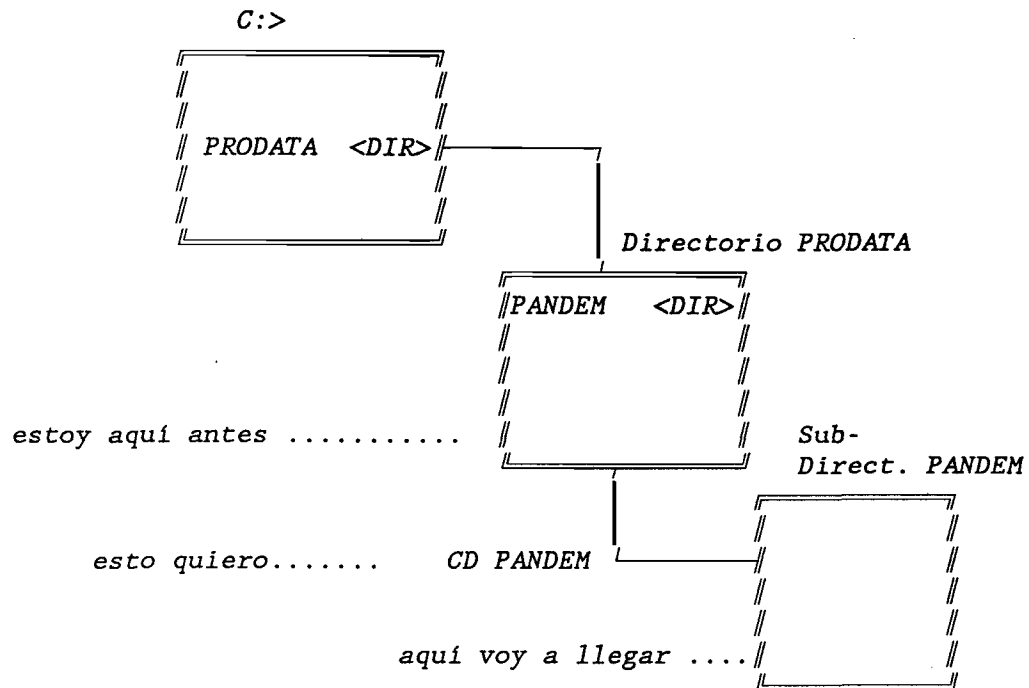 C:>
PRODATA <DIR>
Directorio PRODATA
PANDEM <DIR>
estoy aquí antes ...........
Sub-
Direct. PANDEM
esto quiero....... CD PANDEM
aquí voy a llegar ....